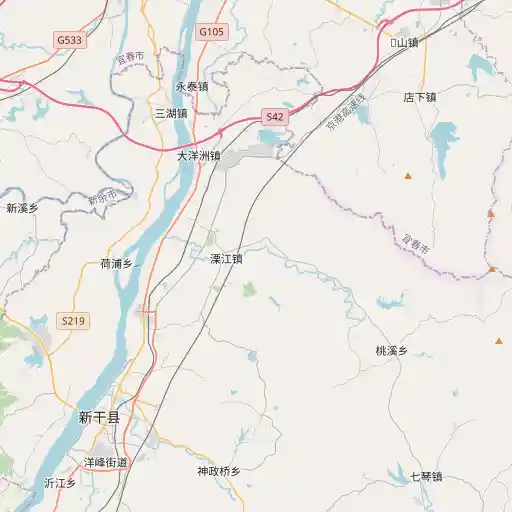 G533
G105
宜春市
山镇
永泰镇
店下镇
三湖镇
S42
京港高速线
大洋洲镇
新余市
新溪乡
宜春市
溧江镇
荷浦乡
S219
桃溪乡
新干县
洋峰街道
神政桥乡
七琴镇
沂江乡